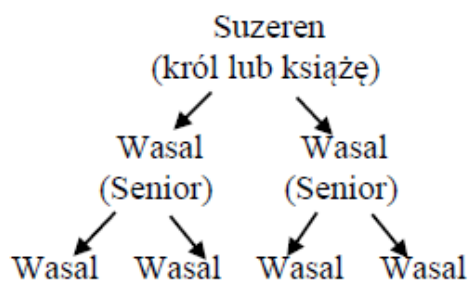 Suzeren
(król lub książę)
Wasal Wasal
(Senior) (Senior)
Wasal Wasal Wasal Wasal